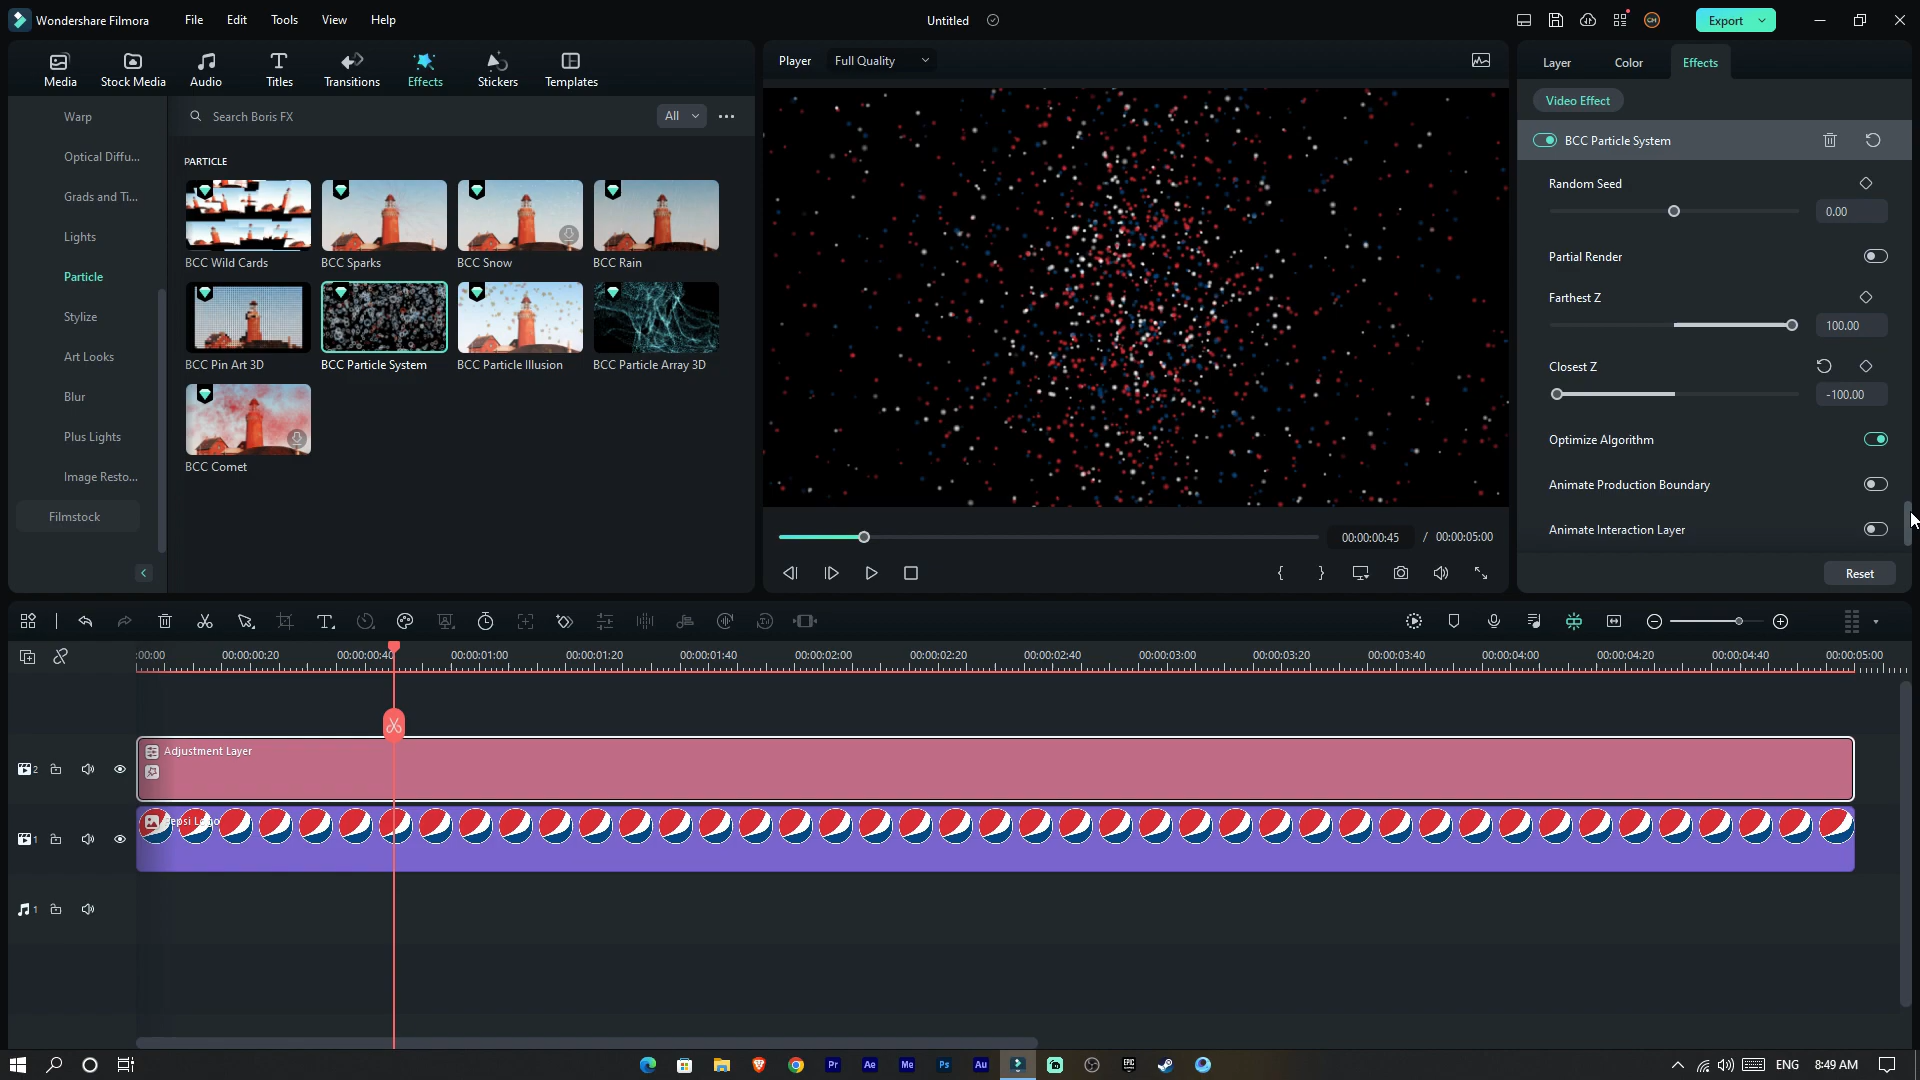 Wondershare Filmora
File
Edit
Tools
View
Help
Untitled
GH
Export
Media
Stock Media
Audio
Titles
Transitions
Effects
Stickers
Templates
Player
Full Quality
Layer
Color
Effects
Video Effect
BCC Particle System
Random Seed
0.00
Partial Render
Farthest Z
100.00
Closest Z
-100.00
Optimize Algorithm
Animate Production Boundary
Animate Interaction Layer
Reset
Warp
Optical Diffu...
Grads and Ti...
Lights
Particle
Stylize
Art Looks
Blur
Plus Lights
Image Resto...
Filmstock
Search Boris FX
All
PARTICLE
BCC Wild Cards
BCC Sparks
BCC Snow
BCC Rain
BCC Pin Art 3D
BCC Particle System
BCC Particle Illusion
BCC Particle Array 3D
BCC Comet
00:00:00:45
/ 00:00:05:00
:00:00
00:00:00:20
00:00:00:40
00:00:01:00
00:00:01:20
00:00:01:40
00:00:02:00
00:00:02:20
00:00:02:40
00:00:03:00
00:00:03:20
00:00:03:40
00:00:04:00
00:00:04:20
00:00:04:40
00:00:05:00
2
Adjustment Layer
1
Pepsi Logo
1
Pr
Ae
Me
Ps
Au
EPIC
ENG
8:49 AM